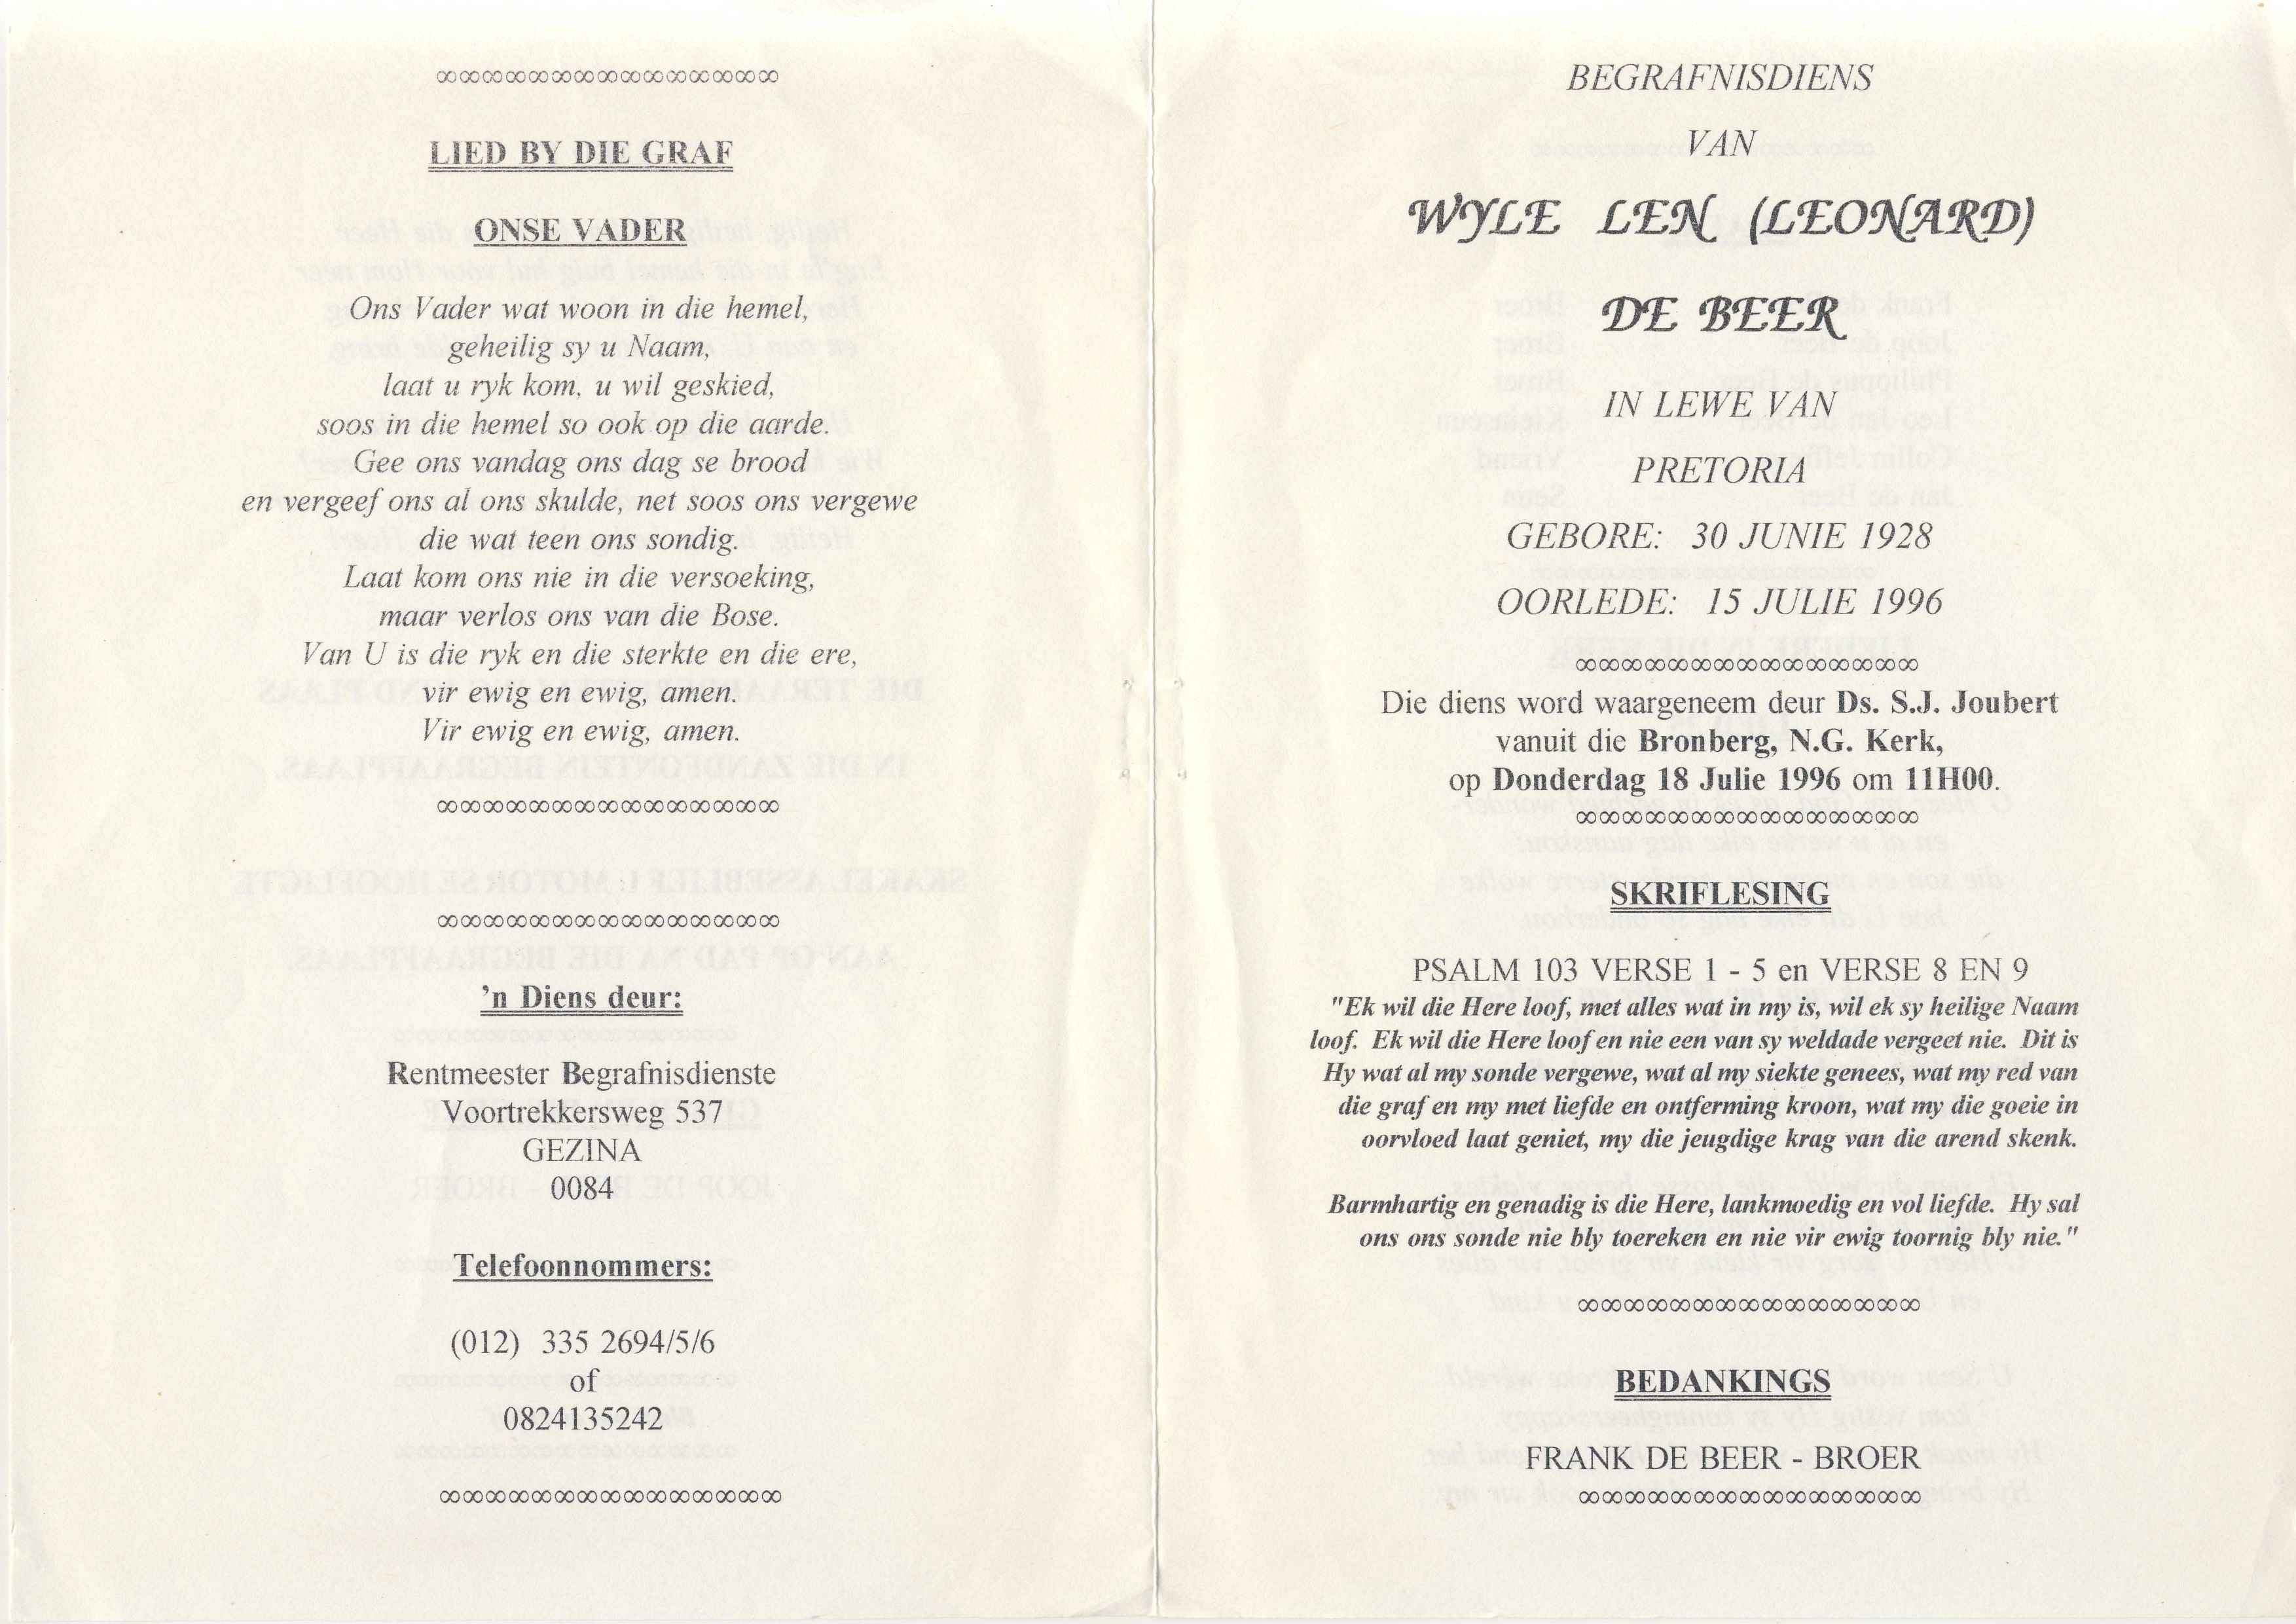 ∞∞∞∞∞∞∞∞∞∞∞∞∞∞∞
LIED BY DIE GRAF
ONSE VADER
Ons Vader wat woon in die hemel,
geheilig sy u Naam,
laat u ryk kom, u wil geskied,
soos in die hemel so ook op die aarde.
Gee ons vandag ons dag se brood
en vergeef ons al ons skulde, net soos ons vergewe
die wat teen ons sondig.
Laat kom ons nie in die versoeking,
maar verlos ons van die Bose.
Van U is die ryk en die sterkte en die ere,
vir ewig en ewig, amen.
Vir ewig en ewig, amen.
∞∞∞∞∞∞∞∞∞∞∞∞∞∞∞
∞∞∞∞∞∞∞∞∞∞∞∞∞∞∞
'n Diens deur:
Rentmeester Begrafnisdienste
Voortrekkersweg 537
GEZINA
0084
Telefoonnommers:
(012) 335 2694/5/6
of
0824135242
∞∞∞∞∞∞∞∞∞∞∞∞∞∞∞
BEGRAFNISDIENS
VAN
WYLE LEN (LEONARD)
DE BEER
IN LEWE VAN
PRETORIA
GEBORE: 30 JUNIE 1928
OORLEDE: 15 JULIE 1996
∞∞∞∞∞∞∞∞∞∞∞∞∞∞∞
Die diens word waargeneem deur Ds. S.J. Joubert
vanuit die Bronberg, N.G. Kerk,
op Donderdag 18 Julie 1996 om 11H00.
∞∞∞∞∞∞∞∞∞∞∞∞∞∞∞
SKRIFLESING
PSALM 103 VERSE 1 - 5 en VERSE 8 EN 9
"Ek wil die Here loof, met alles wat in my is, wil ek sy heilige Naam
loof. Ek wil die Here loof en nie een van sy weldade vergeet nie. Dit is
Hy wat al my sonde vergewe, wat al my siekte genees, wat my red van
die graf en my met liefde en ontferming kroon, wat my die goeie in
oorvloed laat geniet, my die jeugdige krag van die arend skenk.
Barmhartig en genadig is die Here, lankmoedig en vol liefde. Hy sal
ons ons sonde nie bly toereken en nie vir ewig toornig bly nie."
∞∞∞∞∞∞∞∞∞∞∞∞∞∞∞
BEDANKINGS
FRANK DE BEER - BROER
∞∞∞∞∞∞∞∞∞∞∞∞∞∞∞